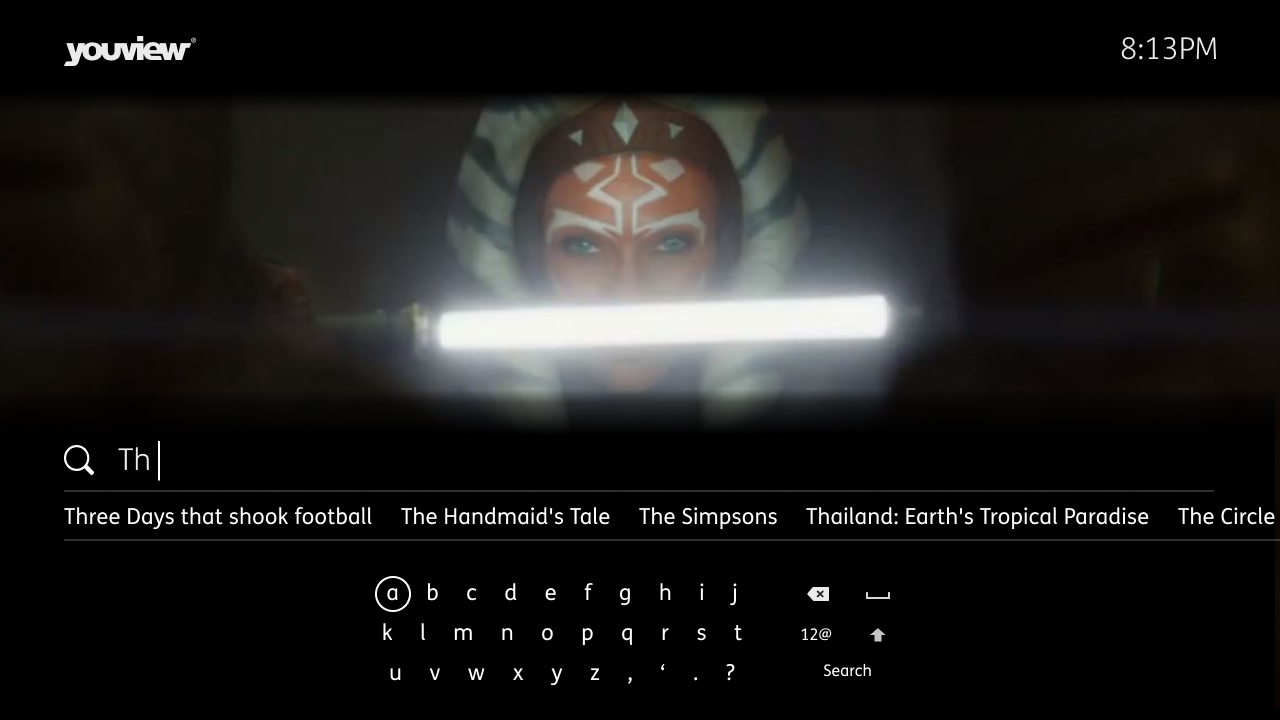 youview®
8:13PM
Th
Three Days that shook football The Handmaid's Tale The Simpsons Thailand: Earth's Tropical Paradise The Circle
a b c d e f g h i j
k l m n o p q r s t 12@
u v w x y z , ‘ . ? Search